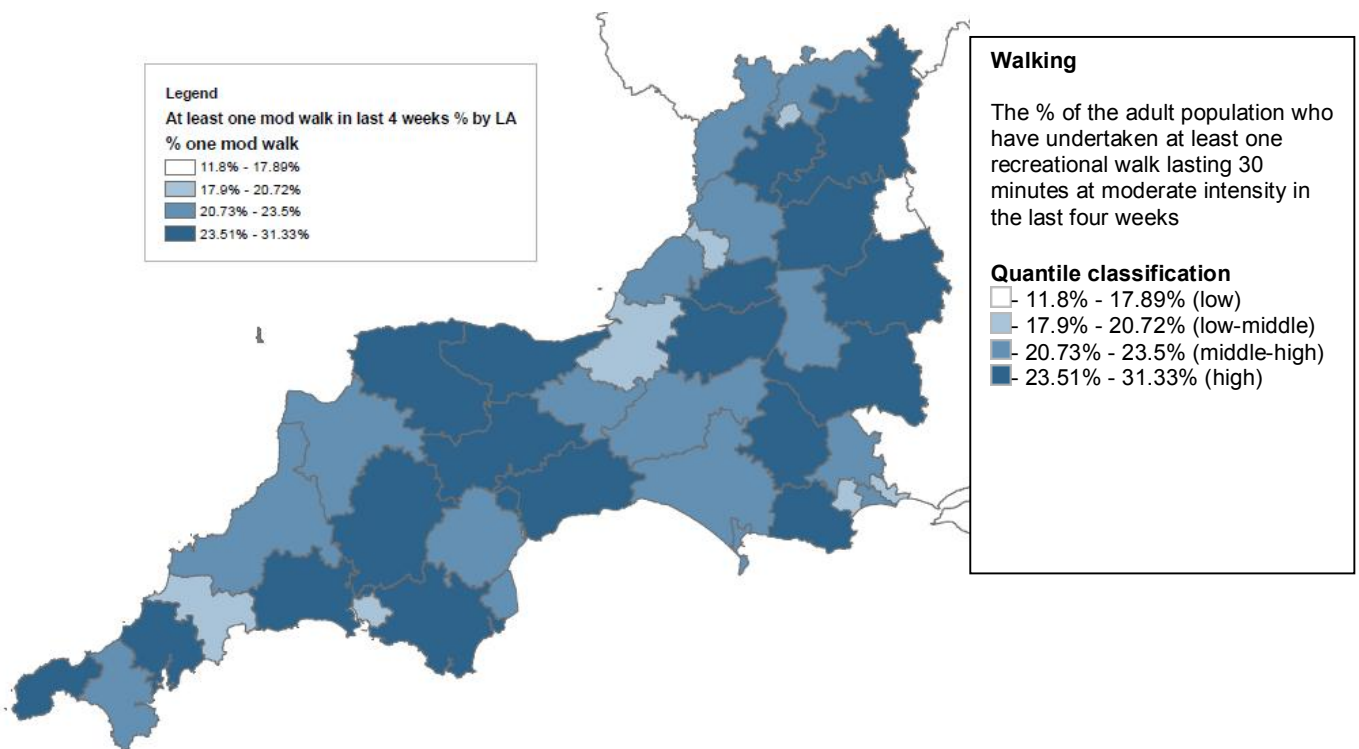 Legend
At least one mod walk in last 4 weeks % by LA
% one mod walk
11.8% - 17.89%
17.9% - 20.72%
20.73% - 23.5%
23.51% - 31.33%
Walking
The % of the adult population who
have undertaken at least one
recreational walk lasting 30
minutes at moderate intensity in
the last four weeks
Quantile classification
- 11.8% - 17.89% (low)
- 17.9% - 20.72% (low-middle)
- 20.73% - 23.5% (middle-high)
- 23.51% - 31.33% (high)